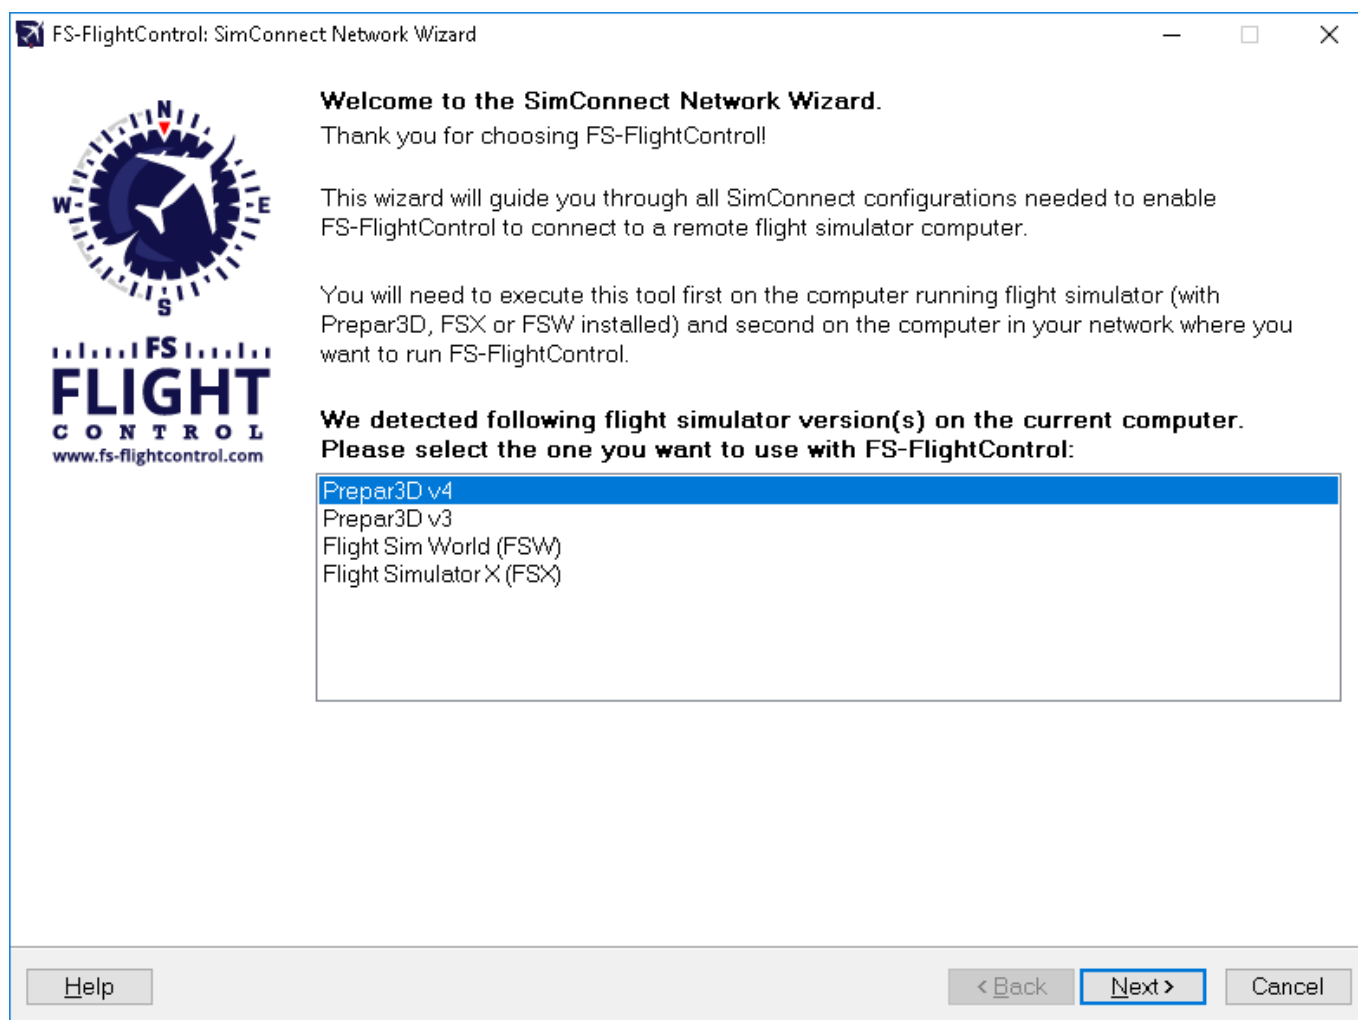 FS-FlightControl: SimConnect Network Wizard
N
W
E
S
FS
FLIGHT
CONTROL
www.fs-flightcontrol.com
Welcome to the SimConnect Network Wizard.
Thank you for choosing FS-FlightControl!
This wizard will guide you through all SimConnect configurations needed to enable
FS-FlightControl to connect to a remote flight simulator computer.
You will need to execute this tool first on the computer running flight simulator (with
Prepar3D, FSX or FSW installed) and second on the computer in your network where you
want to run FS-FlightControl.
We detected following flight simulator version(s) on the current computer.
Please select the one you want to use with FS-FlightControl:
Prepar3D v4
Prepar3D v3
Flight Sim World (FSW)
Flight Simulator X (FSX)
Help
< Back
Next >
Cancel